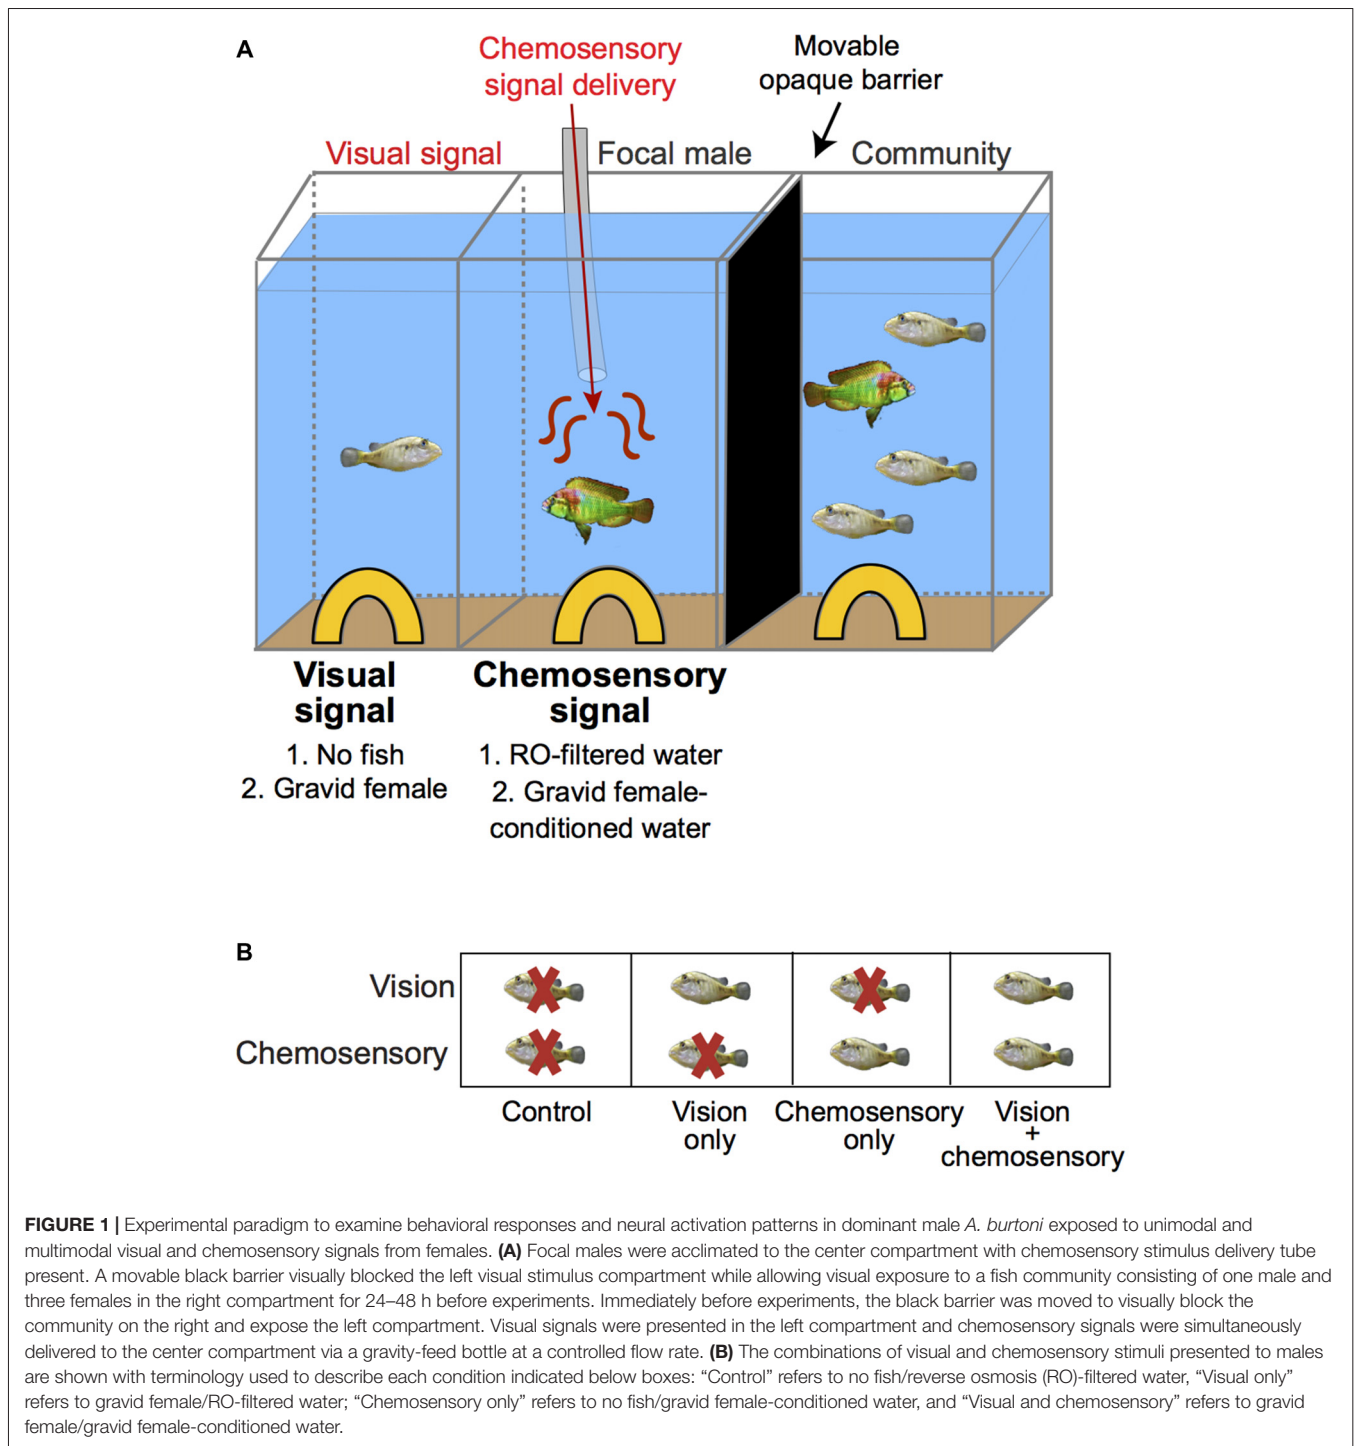 A
Chemosensory
signal delivery
Movable
opaque barrier
Visual signal
Focal male
Community
Visual
signal
1. No fish
2. Gravid female
Chemosensory
signal
1. RO-filtered water
2. Gravid female-
conditioned water
B
Vision
Chemosensory
Control
Vision
only
Chemosensory
only
Vision
+
chemosensory
FIGURE 1 | Experimental paradigm to examine behavioral responses and neural activation patterns in dominant male A. burtoni exposed to unimodal and
multimodal visual and chemosensory signals from females. (A) Focal males were acclimated to the center compartment with chemosensory stimulus delivery tube
present. A movable black barrier visually blocked the left visual stimulus compartment while allowing visual exposure to a fish community consisting of one male and
three females in the right compartment for 24–48 h before experiments. Immediately before experiments, the black barrier was moved to visually block the
community on the right and expose the left compartment. Visual signals were presented in the left compartment and chemosensory signals were simultaneously
delivered to the center compartment via a gravity-feed bottle at a controlled flow rate. (B) The combinations of visual and chemosensory stimuli presented to males
are shown with terminology used to describe each condition indicated below boxes: “Control” refers to no fish/reverse osmosis (RO)-filtered water, “Visual only”
refers to gravid female/RO-filtered water; “Chemosensory only” refers to no fish/gravid female-conditioned water, and “Visual and chemosensory” refers to gravid
female/gravid female-conditioned water.